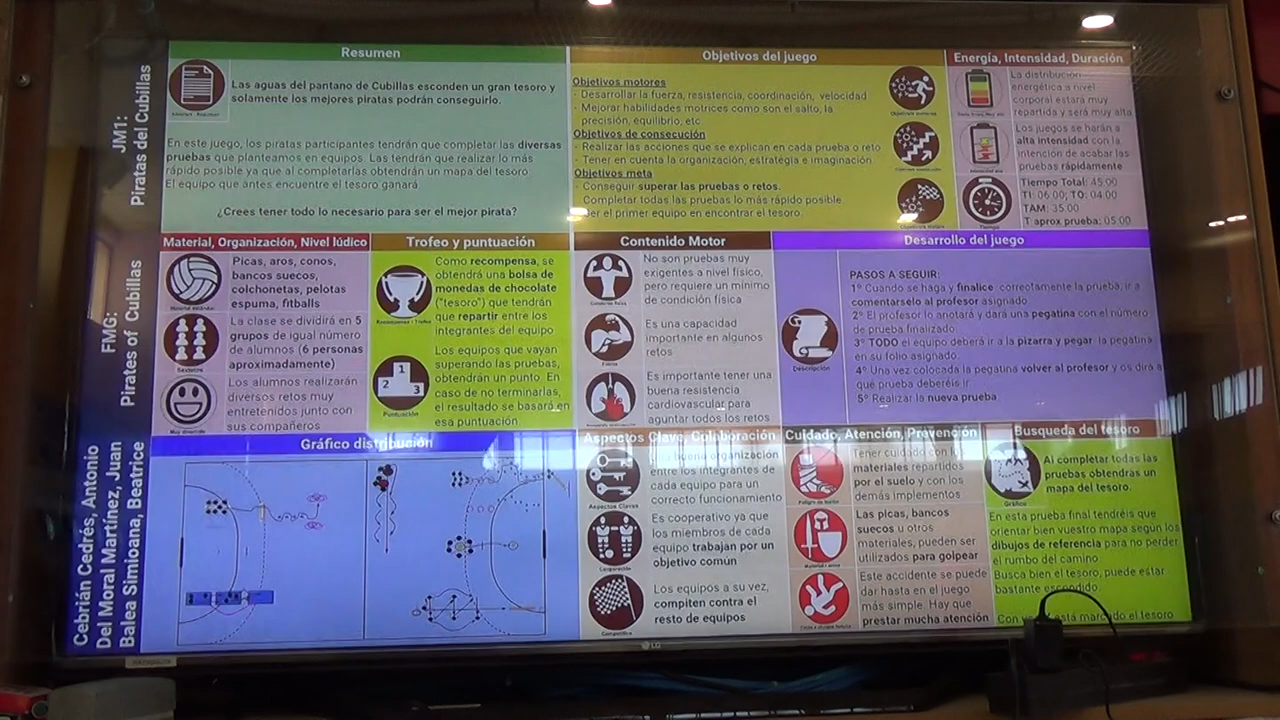 JM1:
Piratas del Cubillas
FMG:
Pirates of Cubillas
Cebrián Cedrés, Antonio
Del Moral Martínez, Juan
Balea Simioana, Beatrice
Resumen
Las aguas del pantano de Cubillas esconden un gran tesoro y
solamente los mejores piratas podrán conseguirlo.
En este juego, los piratas participantes tendrán que completar las diversas
pruebas que planteamos en equipos. Las tendrán que realizar lo más
rápido posible ya que al completarlas obtendrán un mapa del tesoro.
El equipo que antes encuentre el tesoro ganará
¿Crees tener todo lo necesario para ser el mejor pirata?
Objetivos del juego
Objetivos motores
- Desarrollar la fuerza, resistencia, coordinación, velocidad
- Mejorar habilidades motrices como son el salto, la
precisión, equilibrio, etc
Objetivos de consecución
- Realizar las acciones que se explican en cada prueba o reto
- Tener en cuenta la organización, estrategia e imaginación
Objetivos meta
- Conseguir superar las pruebas o retos.
Completar todas las pruebas lo más rápido posible
Ser el primer equipo en encontrar el tesoro.
Energía, Intensidad, Duración
La distribución
energética a nivel
corporal estará muy
repartida y será muy alta
Los juegos se harán a
alta intensidad con la
intención de acabar las
pruebas rápidamente
Tiempo
Tiempo Total: 45:00
TI: 06:00; TO: 04:00
TAM: 35:00
T aprox prueba: 05:00
Material, Organización, Nivel lúdico
Picas, aros, conos,
bancos suecos,
colchonetas, pelotas
espuma, fitballs
La clase se dividirá en 5
grupos de igual número
de alumnos (6 personas
aproximadamente)
Sextetos
Los alumnos realizarán
diversos retos muy
entretenidos junto con
sus compañeros
Muy divertido
Trofeo y puntuación
Como recompensa, se
obtendrá una bolsa de
monedas de chocolate
("tesoro") que tendrán
que repartir entre los
integrantes del equipo
Recompensa - Trofeo
Los equipos que vayan
superando las pruebas,
obtendrán un punto. En
caso de no terminarlas,
el resultado se basará en
esa puntuación
1
2
3
Puntuación
Contenido Motor
No son pruebas muy
exigentes a nivel físico,
pero requiere un mínimo
de condición física
Condición física
Es una capacidad
importante en algunos
retos
Fuerza
Es importante tener una
buena resistencia
cardiovascular para
aguantar todos los retos
Desarrollo del juego
Descripción
PASOS A SEGUIR:
1º Cuando se haga y finalice correctamente la prueba, ir a
comentarselo al profesor asignado
2º El profesor lo anotará y dará una pegatina con el número
de prueba finalizado
3º TODO el equipo deberá ir a la pizarra y pegar la pegatina
en su folio asignado.
4º Una vez colocada la pegatina volver al profesor y os dirá a
qué prueba deberéis ir
5º Realizar la nueva prueba
Gráfico distribución
Aspectos Clave, Colaboración
buena organización
entre los integrantes de
cada equipo para un
correcto funcionamiento
Aspectos Claves
Es cooperativo ya que
los miembros de cada
equipo trabajan por un
objetivo común
Cooperación
Los equipos a su vez,
compiten contra el
resto de equipos
Competitivo
Cuidado, Atención, Prevención
Tener cuidado con los
materiales repartidos
por el suelo y con los
demás implementos
Las picas, bancos
suecos u otros
materiales, pueden ser
utilizados para golpear
Este accidente se puede
dar hasta en el juego
más simple. Hay que
prestar mucha atención
Busqueda del tesoro
Gráfico
Al completar todas las
pruebas obtendras un
mapa del tesoro.
En esta prueba final tendréis que
orientar bien vuestro mapa según los
dibujos de referencia para no perder
el rumbo del camino
Busca bien el tesoro, puede estar
bastante escondido
está marcado el tesoro
LG